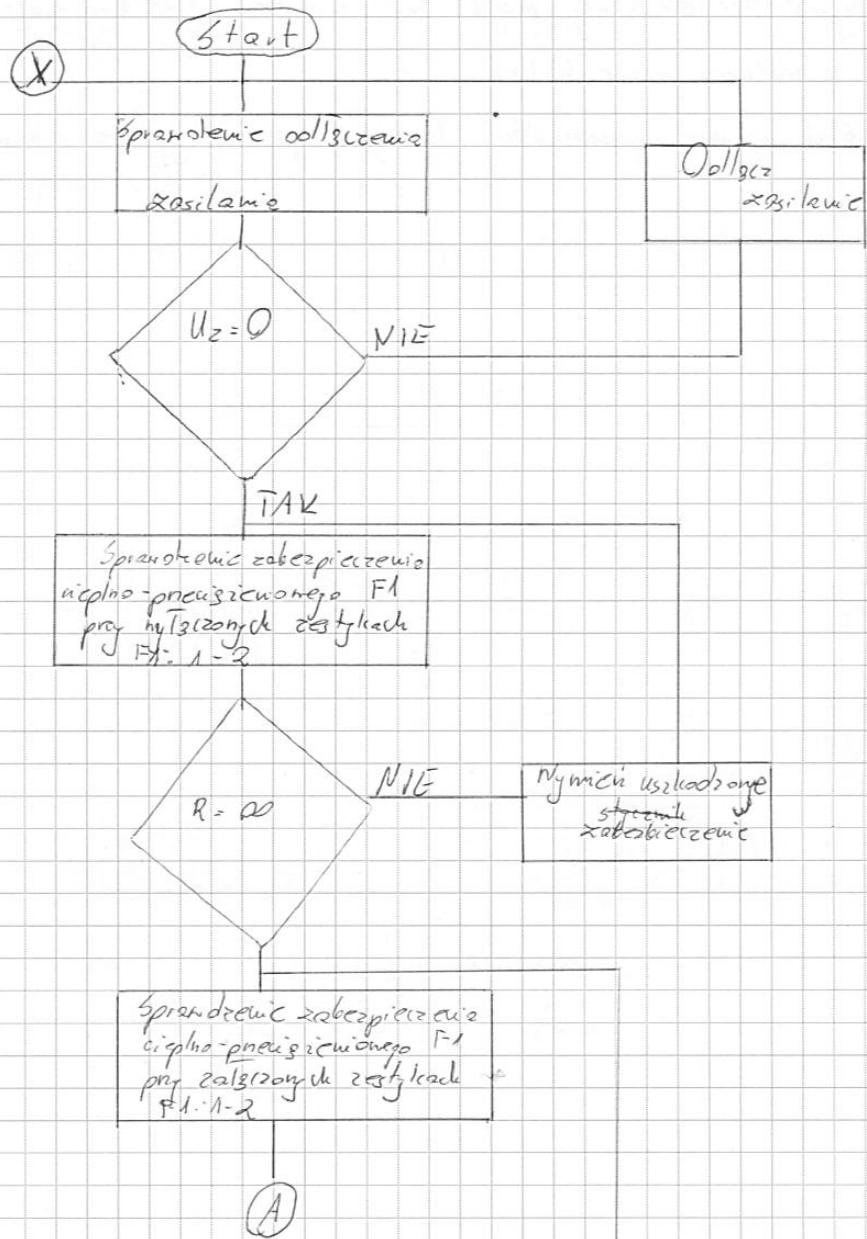 Start
X
Sprawdzenie odłączenia
zasilania
Odłącz
zasilanie
Uz=0
NIE
TAK
Sprawdzenie zabezpieczenia
cieplno-przeciążeniowego F1
przy wyłączonych zestykach
F1: 1-2
R = ∞
NIE
Wymień uszkodzone
stycznik
zabezpieczenie
Sprawdzenie zabezpieczenia
cieplno-przeciążeniowego F1
przy załączonych zestykach
F1: 1-2
A